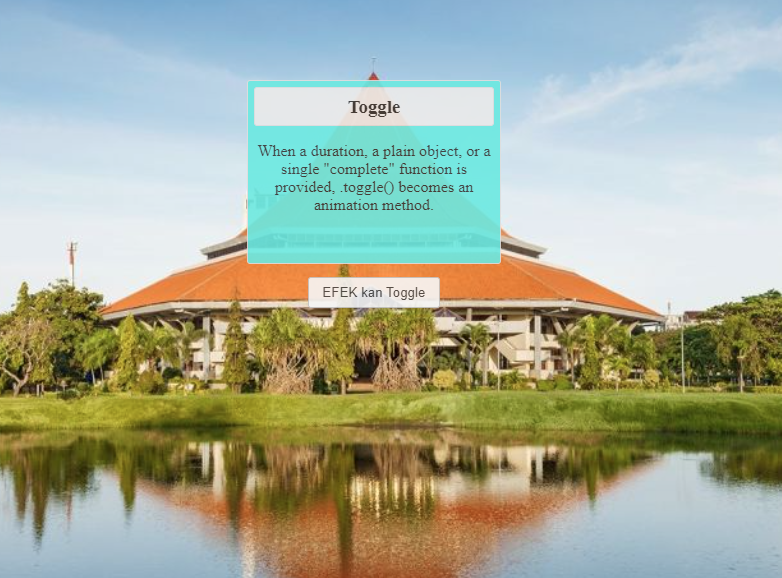 Toggle
When a duration, a plain object, or a
single "complete" function is
provided, .toggle() becomes an
animation method.
EFEK kan Toggle